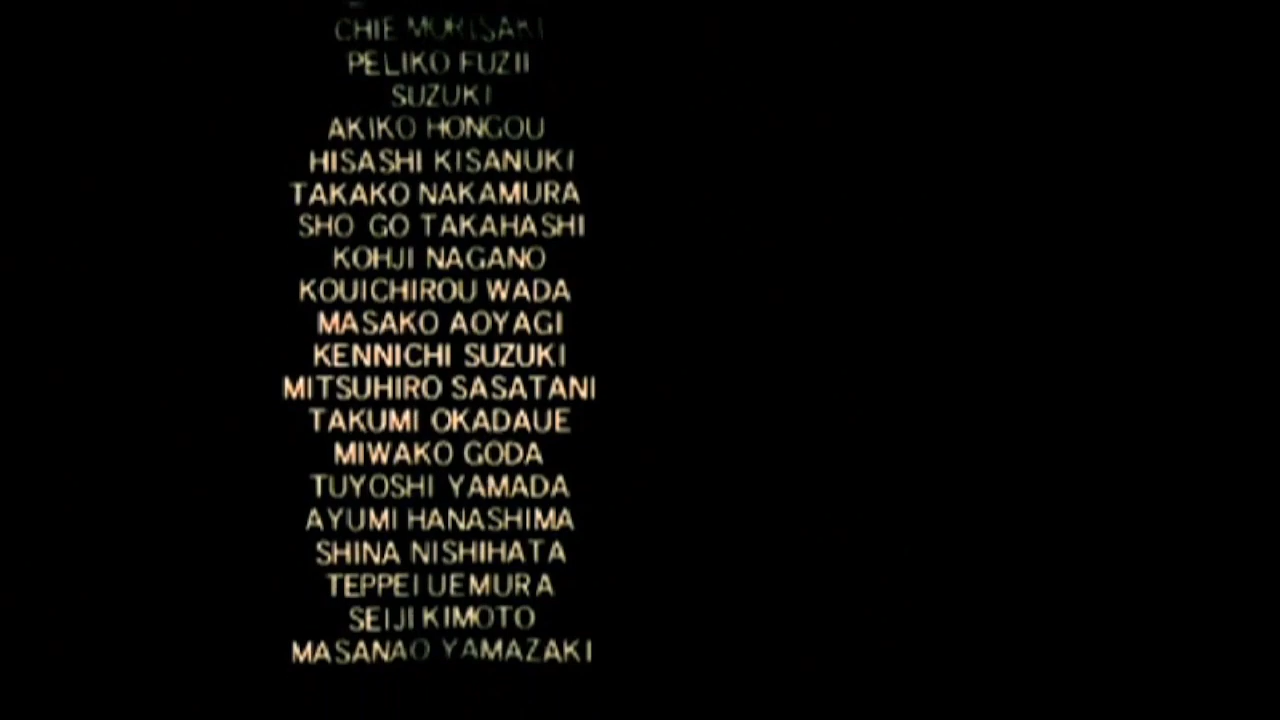 CHIE MORISAKI
PELIKO FUZII
SUZUKI
AKIKO HONGOU
HISASHI KISANUKI
TAKAKO NAKAMURA
SHO GO TAKAHASHI
KOHJI NAGANO
KOUICHIROU WADA
MASAKO AOYAGI
KENNICHI SUZUKI
MITSUHIRO SASATANI
TAKUMI OKADAUE
MIWAKO GODA
TUYOSHI YAMADA
AYUMI HANASHIMA
SHINA NISHIHATA
TEPPEI UEMURA
SEIJI KIMOTO
MASANAO YAMAZAKI